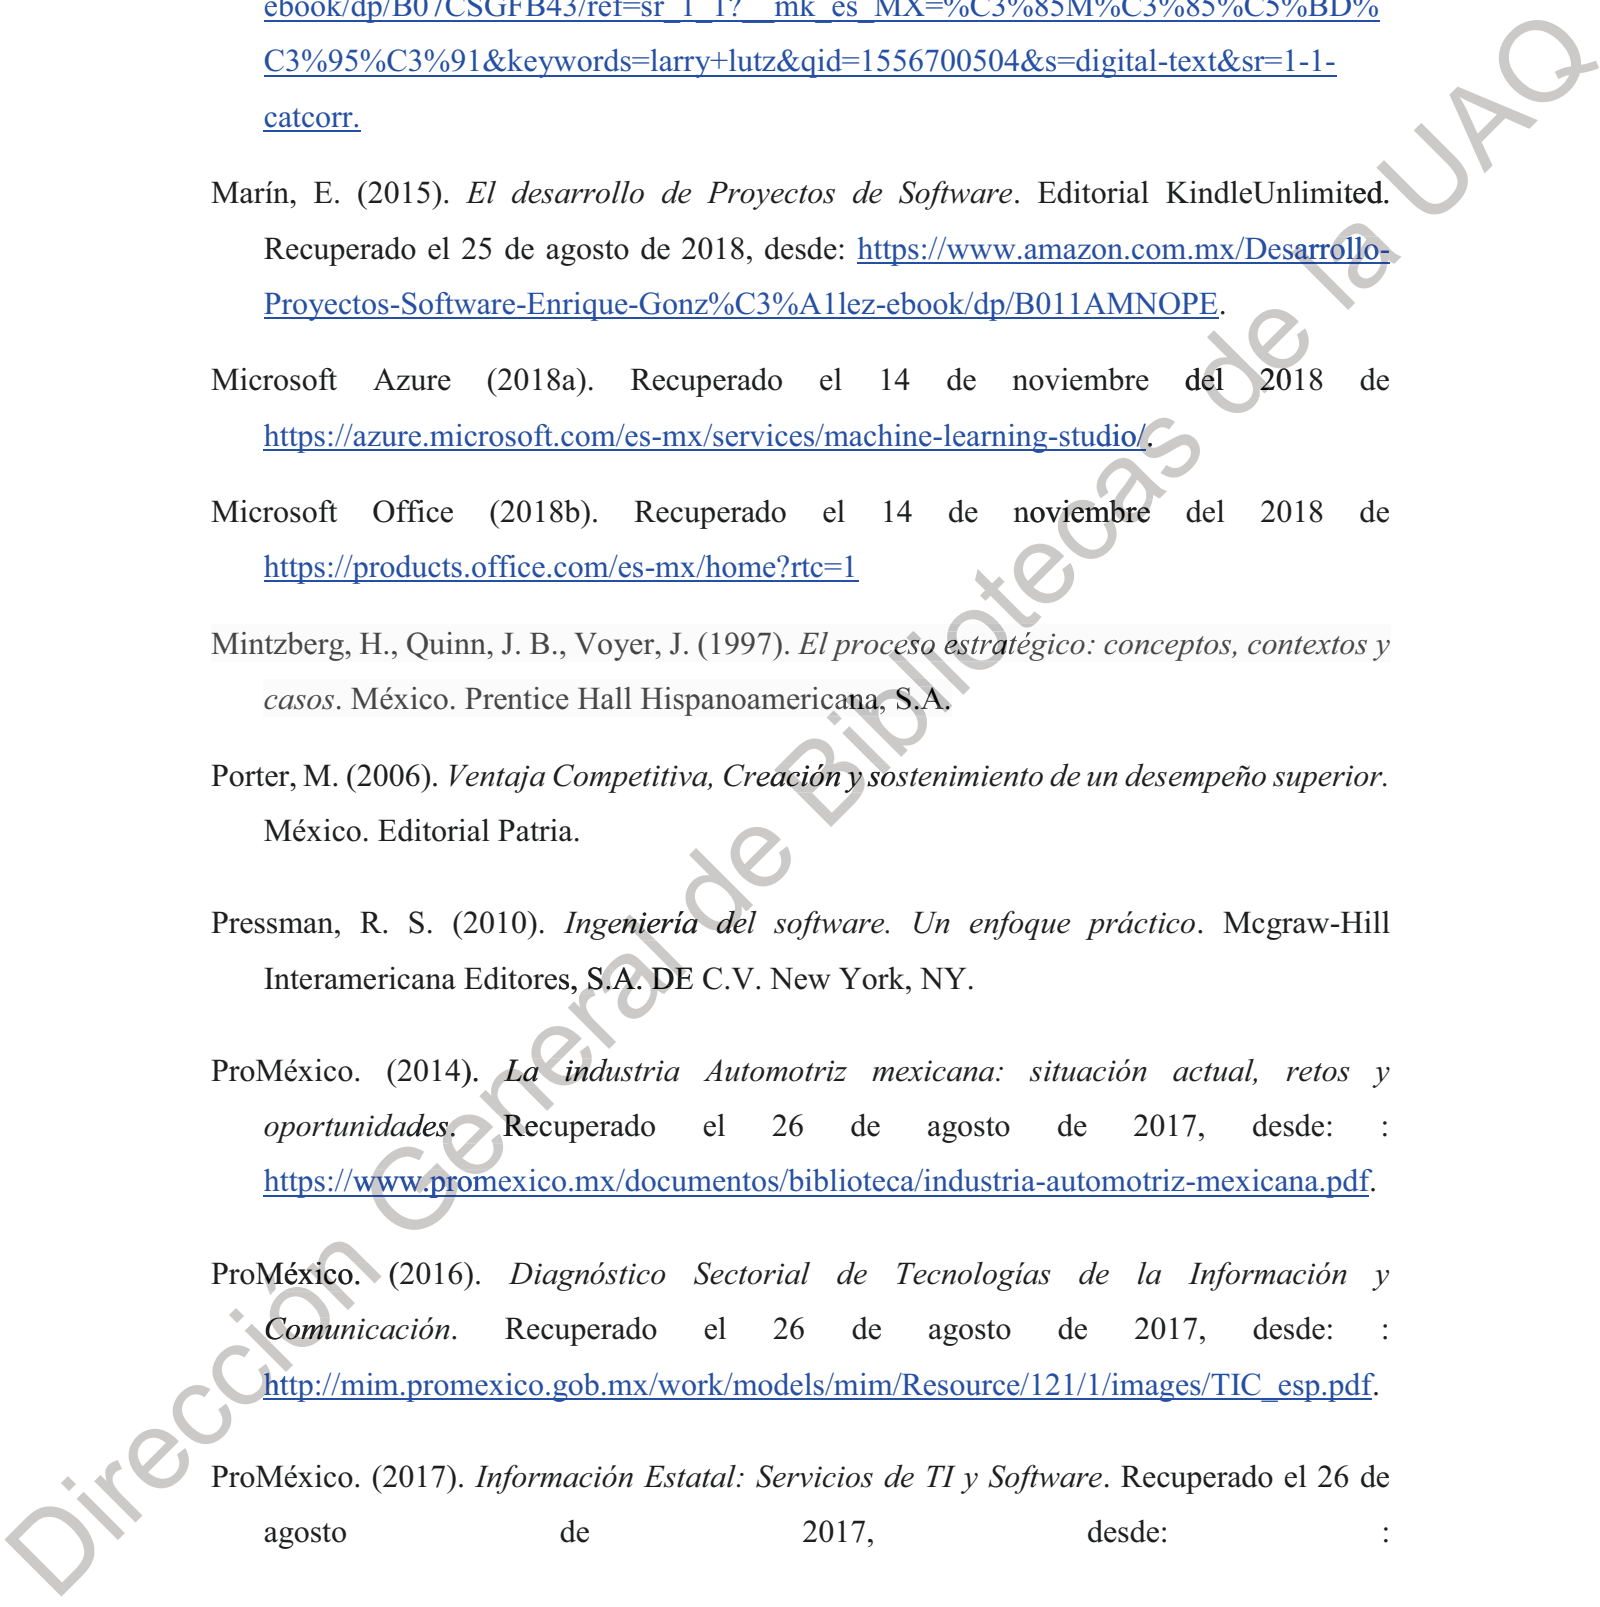 ebook/dp/B07CSGFB43/ref=sr_1_1?__mk_es_MX=%C3%85M%C3%85%C5%BD%
C3%95%C3%91&keywords=larry+lutz&qid=1556700504&s=digital-text&sr=1-1-
catcorr.
Marín, E. (2015). El desarrollo de Proyectos de Software. Editorial KindleUnlimited.
Recuperado el 25 de agosto de 2018, desde: https://www.amazon.com.mx/Desarrollo-
Proyectos-Software-Enrique-Gonz%C3%A1lez-ebook/dp/B011AMNOPE.
Microsoft Azure (2018a). Recuperado el 14 de noviembre del 2018 de
https://azure.microsoft.com/es-mx/services/machine-learning-studio/.
Microsoft Office (2018b). Recuperado el 14 de noviembre del 2018 de
https://products.office.com/es-mx/home?rtc=1
Mintzberg, H., Quinn, J. B., Voyer, J. (1997). El proceso estratégico: conceptos, contextos y
casos. México. Prentice Hall Hispanoamericana, S.A.
Porter, M. (2006). Ventaja Competitiva, Creación y sostenimiento de un desempeño superior.
México. Editorial Patria.
Pressman, R. S. (2010). Ingeniería del software. Un enfoque práctico. Mcgraw-Hill
Interamericana Editores, S.A. DE C.V. New York, NY.
ProMéxico. (2014). La industria Automotriz mexicana: situación actual, retos y
oportunidades. Recuperado el 26 de agosto de 2017, desde: :
https://www.promexico.mx/documentos/biblioteca/industria-automotriz-mexicana.pdf.
ProMéxico. (2016). Diagnóstico Sectorial de Tecnologías de la Información y
Comunicación. Recuperado el 26 de agosto de 2017, desde: :
http://mim.promexico.gob.mx/work/models/mim/Resource/121/1/images/TIC_esp.pdf.
ProMéxico. (2017). Información Estatal: Servicios de TI y Software. Recuperado el 26 de
agosto de 2017, desde: :
Dirección General de Bibliotecas de la UAQ